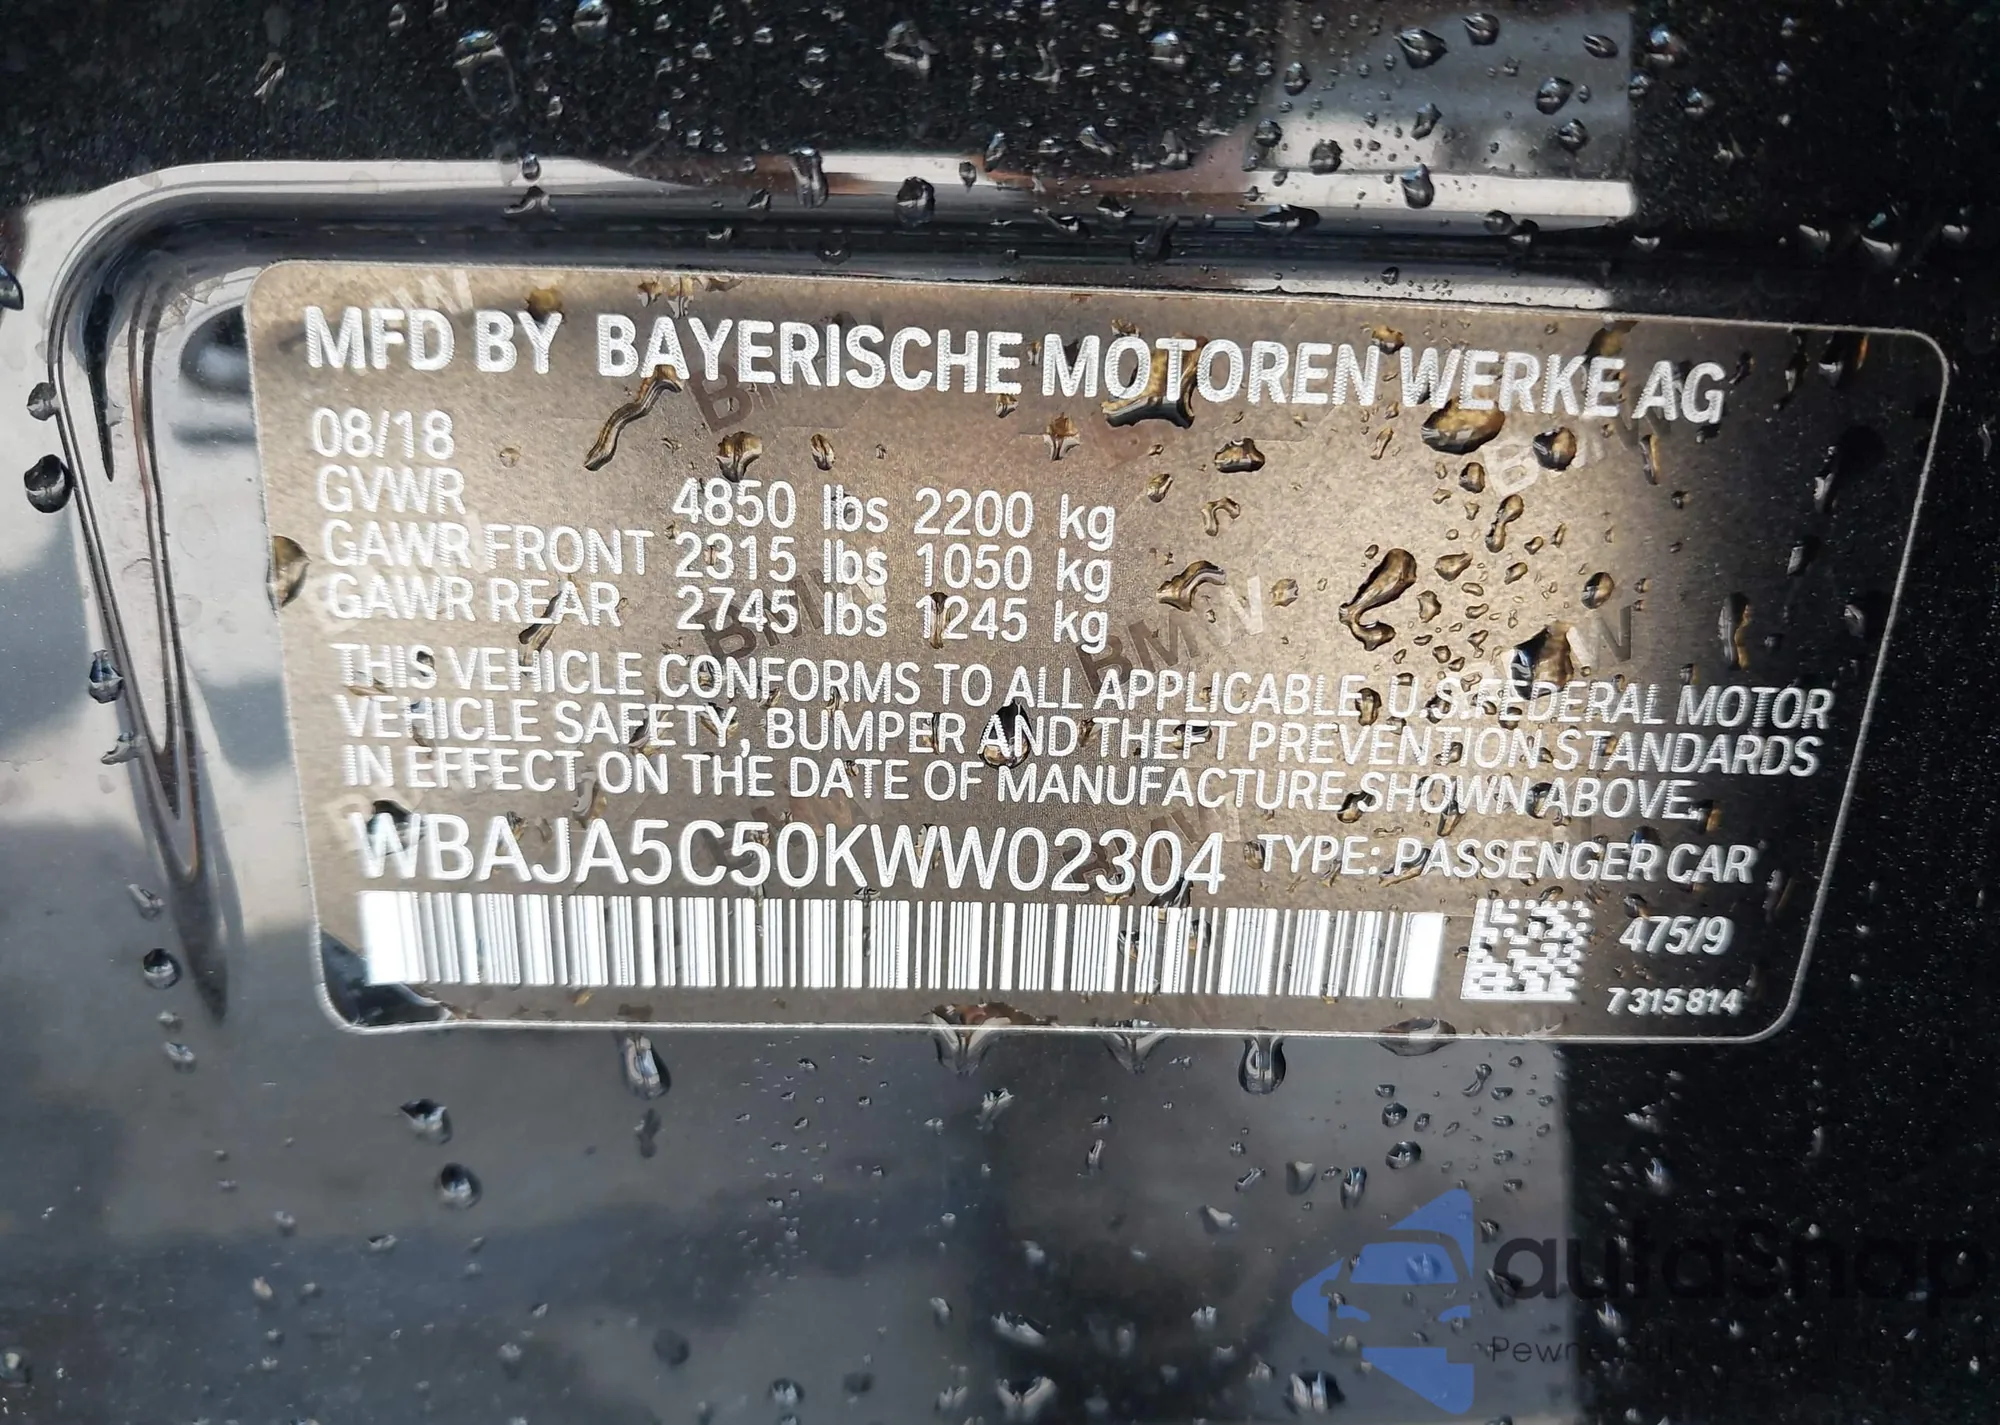 MFD BY BAYERISCHE MOTOREN WERKE AG
08/18
GVWR 4850 lbs 2200 kg
GAWR FRONT 2315 lbs 1050 kg
GAWR REAR 2745 lbs 1245 kg
THIS VEHICLE CONFORMS TO ALL APPLICABLE U.S. FEDERAL MOTOR
VEHICLE SAFETY, BUMPER AND THEFT PREVENTION STANDARDS
IN EFFECT ON THE DATE OF MANUFACTURE SHOWN ABOVE.
WBAJA5C50KWW02304 TYPE: PASSENGER CAR
475/9
7315814
autosnap